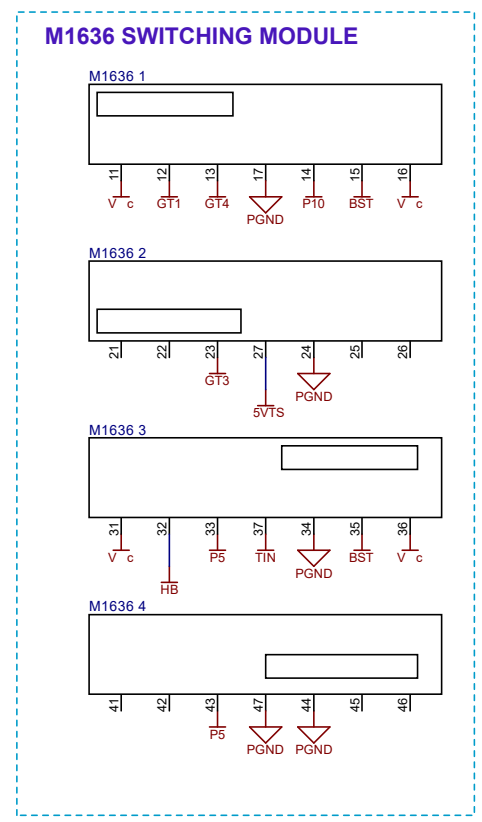 M1636 SWITCHING MODULE
M1636 1
11 12 13 17 14 15 16
V c GT1 GT4 PGND P10 BST V c
M1636 2
21 22 23 27 24 25 26
GT3 5VTS PGND
M1636 3
31 32 33 37 34 35 36
V c HB P5 TIN PGND BST V c
M1636 4
41 42 43 47 44 45 46
P5 PGND PGND